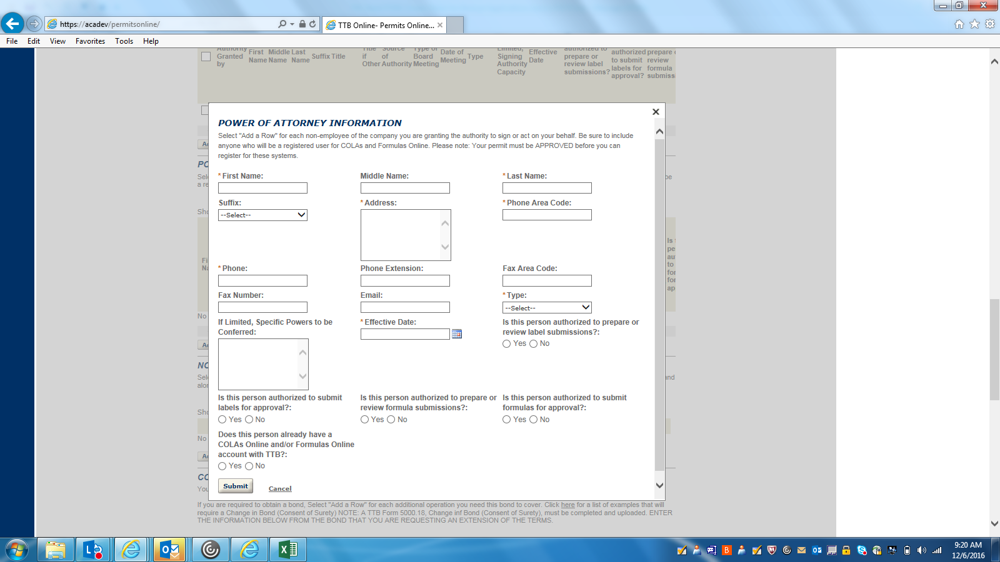 https://acadev/permitsonline/
TTB Online- Permits Online...
File Edit View Favorites Tools Help
Authority Granted by
First Name
Middle Name
Last Name
Suffix
Title
Title if Other
Source of Authority
Type of Board Meeting
Date of Meeting
Type
Limited, Signing Authority Capacity
Effective Date
authorized to prepare or review label submissions?
authorized to submit labels for approval?
prepare
review
formula
POWER OF ATTORNEY INFORMATION
Select "Add a Row" for each non-employee of the company you are granting the authority to sign or act on your behalf. Be sure to include
anyone who will be a registered user for COLAs and Formulas Online. Please note: Your permit must be APPROVED before you can
register for these systems.
* First Name:
Middle Name:
* Last Name:
Suffix:
* Address:
* Phone Area Code:
--Select--
* Phone:
Phone Extension:
Fax Area Code:
Fax Number:
Email:
* Type:
--Select--
If Limited, Specific Powers to be
Conferred:
* Effective Date:
Is this person authorized to prepare or
review label submissions?:
Yes No
Is this person authorized to submit
labels for approval?:
Yes No
Is this person authorized to prepare or
review formula submissions?:
Yes No
Is this person authorized to submit
formulas for approval?:
Yes No
Does this person already have a
COLAs Online and/or Formulas Online
account with TTB?:
Yes No
Submit
Cancel
If you are required to obtain a bond, Select "Add a Row" for each additional operation you need this bond to cover. Click here for a list of examples that will
require a Change in Bond (Consent of Surety) NOTE: A TTB Form 5000.18, Change inf Bond (Consent of Surety), must be completed and uploaded. ENTER
THE INFORMATION BELOW FROM THE BOND THAT YOU ARE REQUESTING AN EXTENSION OF THE TERMS.
9:20 AM
12/6/2016